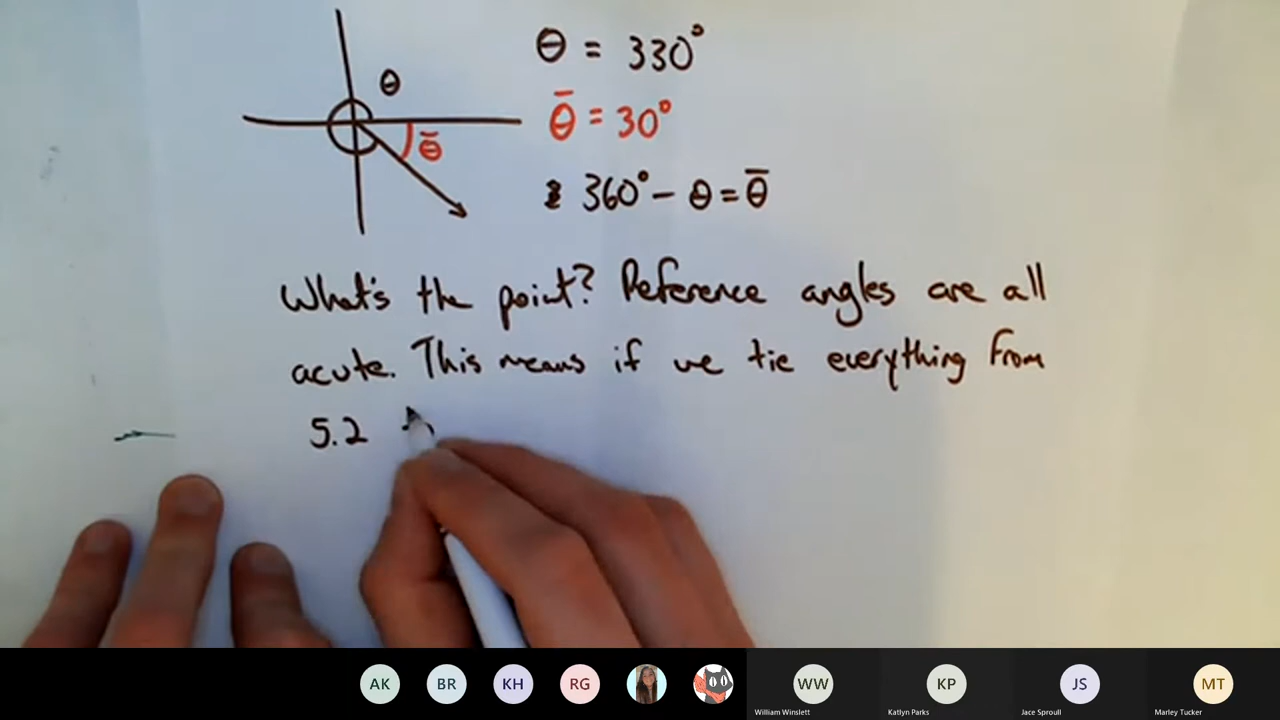 θ
θ = 330°
θ̄ = 30°
θ̄
360° - θ = θ̄
What's the point? Reference angles are all
acute. This means if we tie everything from
5.2
AK
BR
KH
RG
WW
KP
JS
MT
William Winslett
Katlyn Parks
Jace Sproull
Marley Tucker